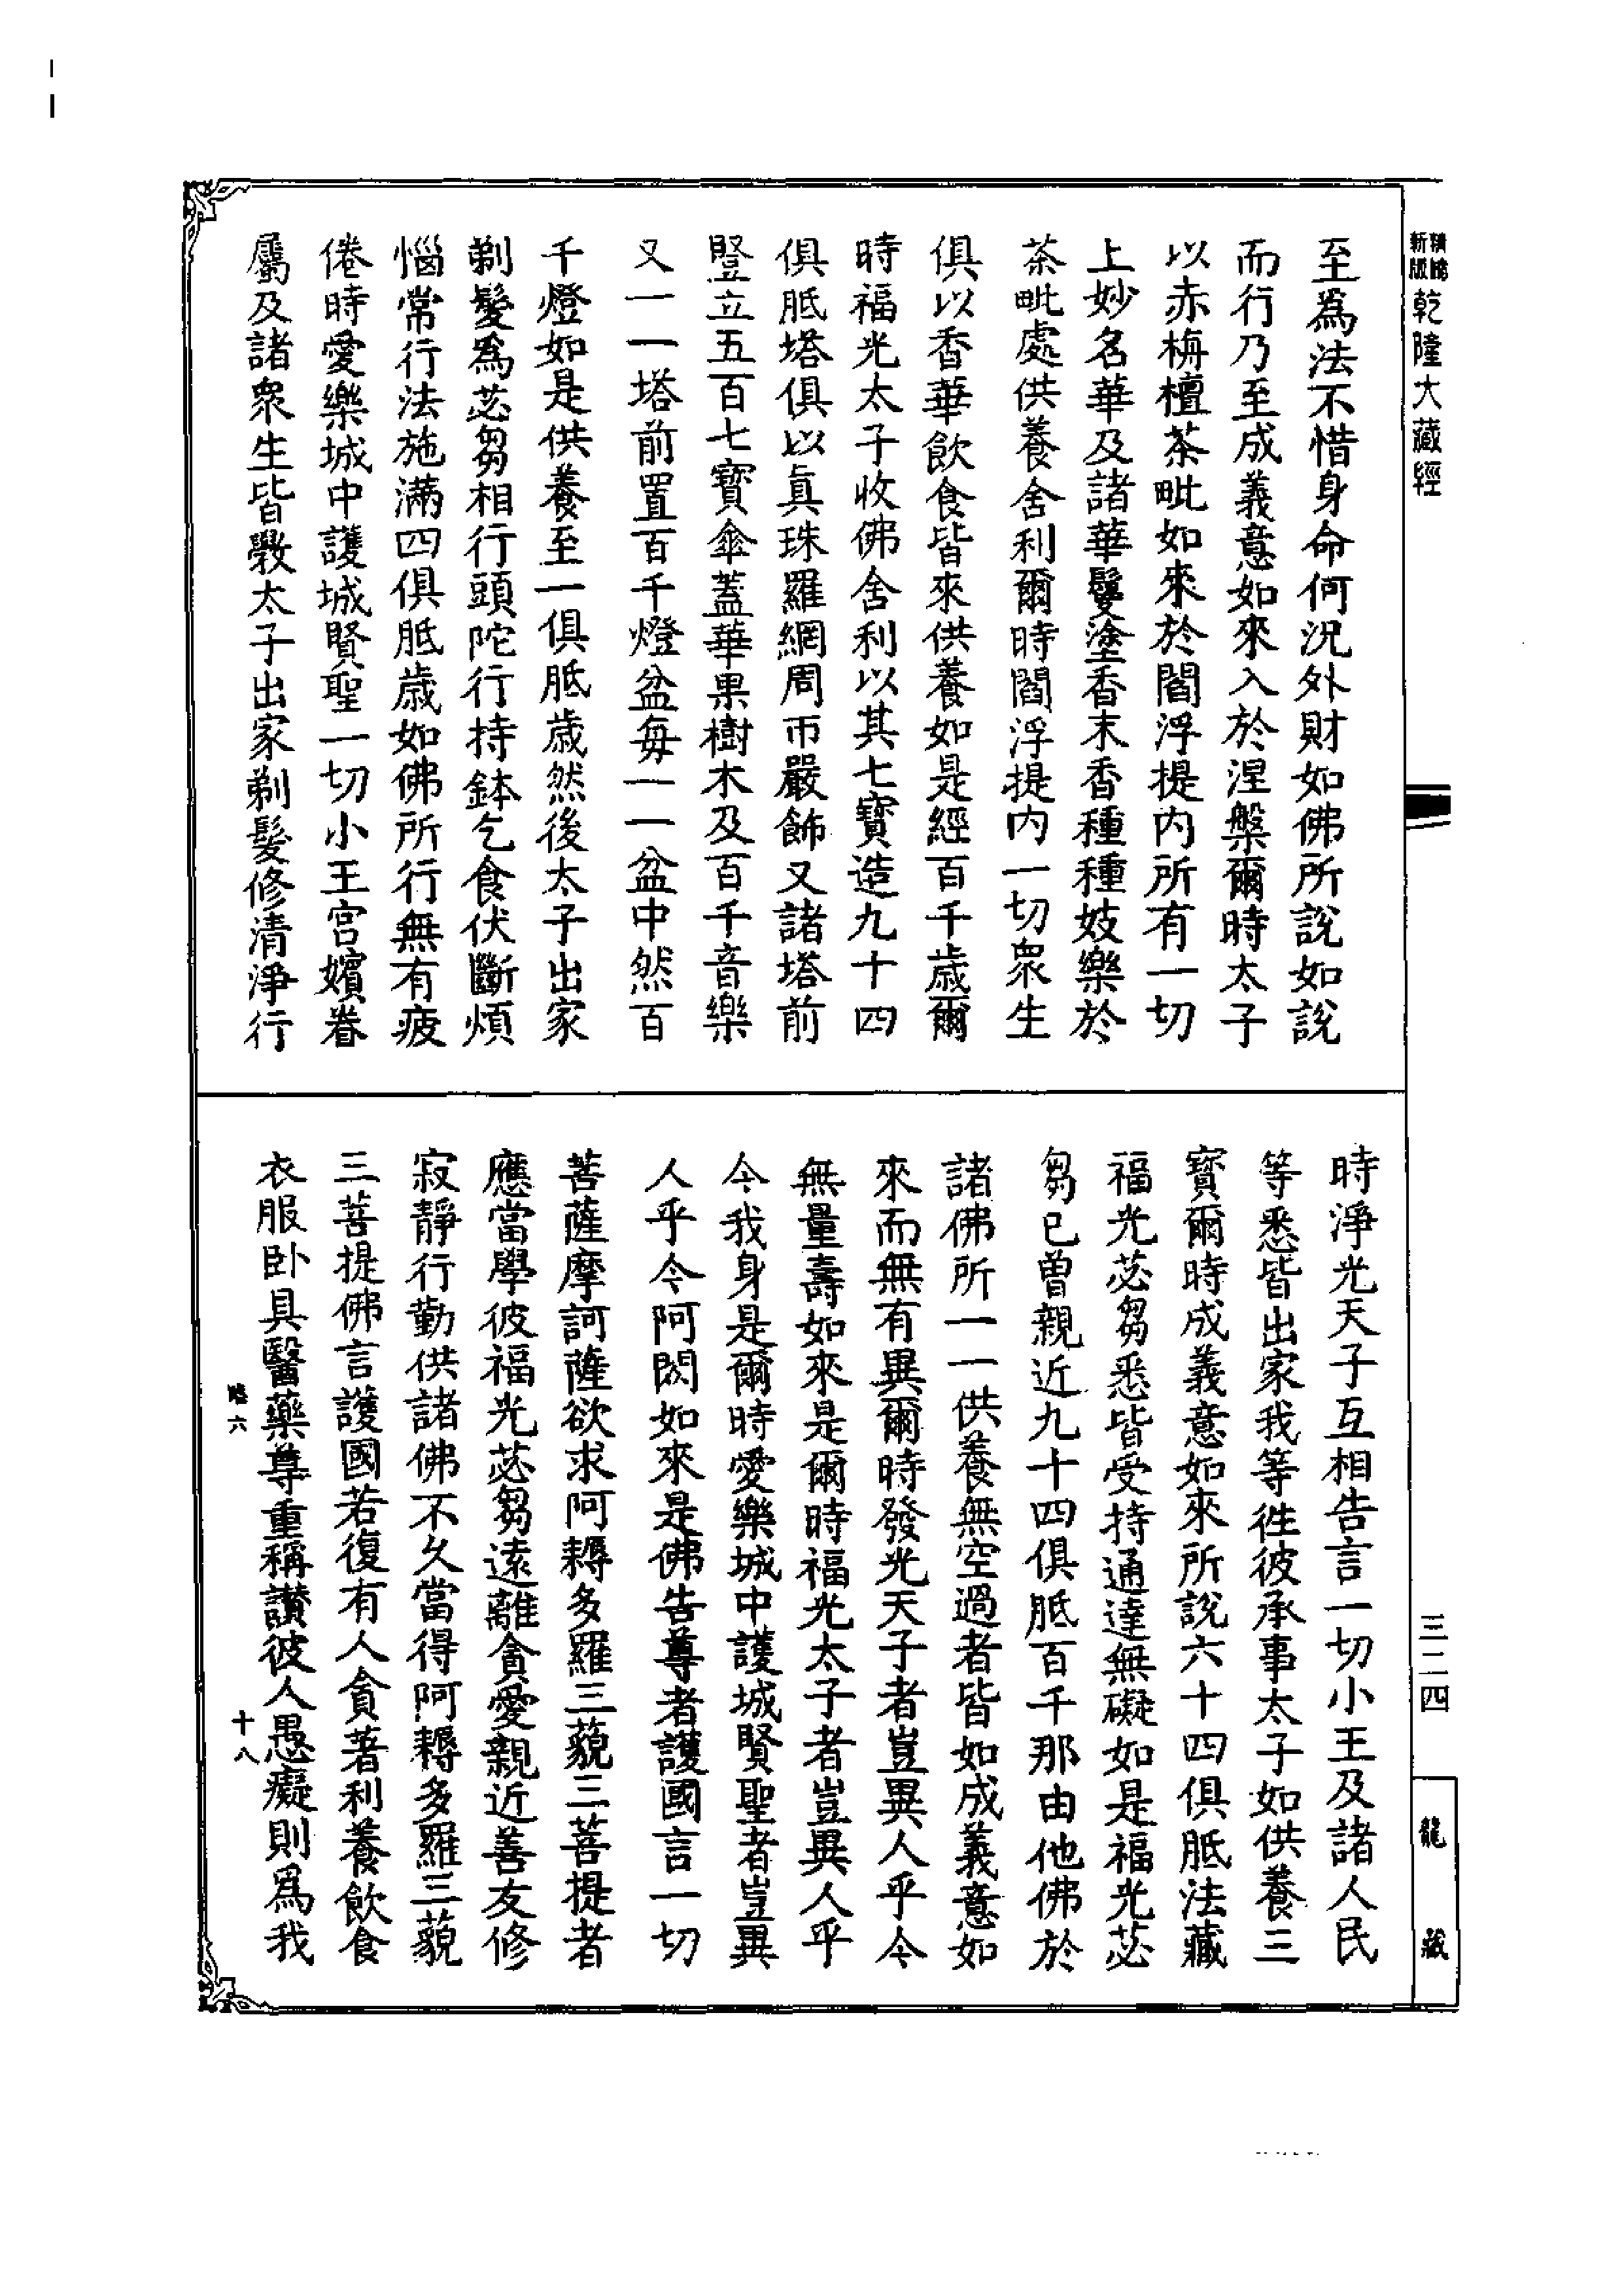 乾隆大藏經
至爲法不惜身命何況外財如佛所說如說
而行乃至成義意如來入於涅槃爾時太子
以赤栴檀茶毗如來於閻浮提內所有一切
上妙名華及諸華鬘塗香末香種種妓樂於
茶毗處供養舍利爾時閻浮提內一切衆生
俱以香華飲食皆來供養如是經百千歲爾
時福光太子收佛舍利以其七寶造九十四
俱胝塔俱以眞珠羅網周帀嚴飾又諸塔前
豎立五百七寶傘蓋華果樹木及百千音樂
又一一塔前置百千燈盆每一一盆中然百
千燈如是供養至一俱胝歲然後太子出家
剃髮爲苾芻相行頭陀行持鉢乞食伏斷煩
惱常行法施滿四俱胝歲如佛所行無有疲
倦時愛樂城中護城賢聖一切小王宮嬪眷
屬及諸衆生皆斅太子出家剃髮修清淨行
三二四
龍藏
時淨光天子互相告言一切小王及諸人民
等悉皆出家我等徃彼承事太子如供養三
寶爾時成義意如來所說六十四俱胝法藏
福光苾芻悉皆受持通達無礙如是福光苾
芻已曾親近九十四俱胝百千那由他佛於
諸佛所一一供養無空過者皆如成義意如
來而無有異爾時發光天子者豈異人乎今
無量壽如來是爾時福光太子者豈異人乎
今我身是爾時愛樂城中護城賢聖者豈異
人乎今阿閦如來是佛告尊者護國言一切
菩薩摩訶薩欲求阿耨多羅三藐三菩提者
應當學彼福光苾芻遠離貪愛親近善友修
寂靜行勤供諸佛不久當得阿耨多羅三藐
三菩提佛言護國若復有人貪著利養飲食
衣服卧具醫藥尊重稱讚彼人愚癡則爲我
六
十八